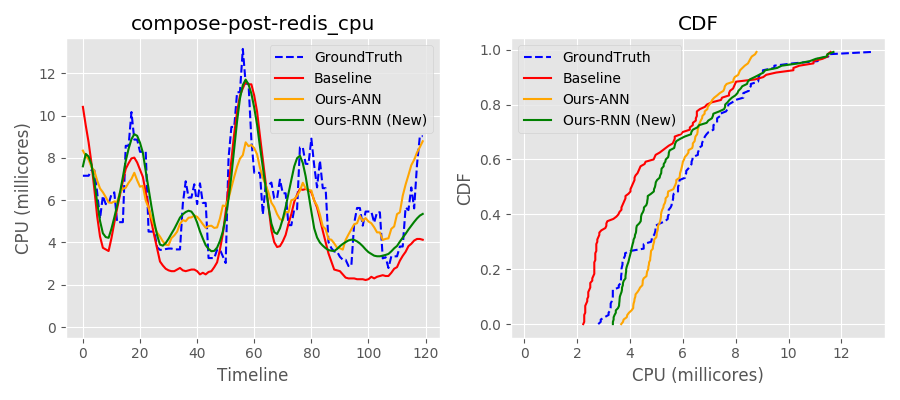 compose-post-redis_cpu
CPU (millicores)
12
10
8
6
4
2
0
GroundTruth
Baseline
Ours-ANN
Ours-RNN (New)
0 20 40 60 80 100 120
Timeline
CDF
CDF
1.0
0.8
0.6
0.4
0.2
0.0
GroundTruth
Baseline
Ours-ANN
Ours-RNN (New)
0 2 4 6 8 10 12
CPU (millicores)